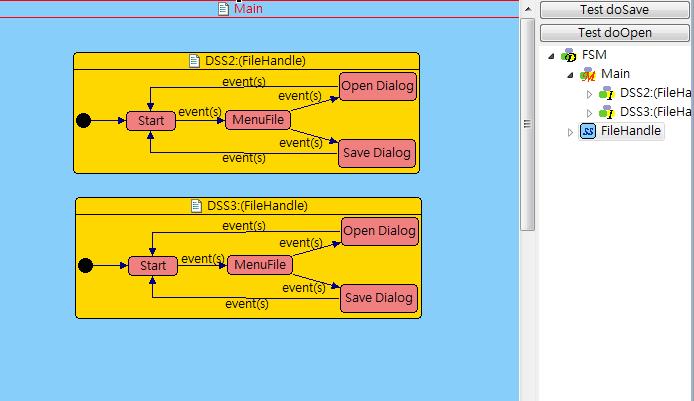 Main
DSS2:(FileHandle)
event(s)
Open Dialog
event(s)
event(s)
Start
MenuFile
event(s)
Save Dialog
event(s)
DSS3:(FileHandle)
event(s)
Open Dialog
event(s)
event(s)
Start
MenuFile
event(s)
Save Dialog
event(s)
Test doSave
Test doOpen
FSM
Main
DSS2:(FileHa
DSS3:(FileHa
FileHandle